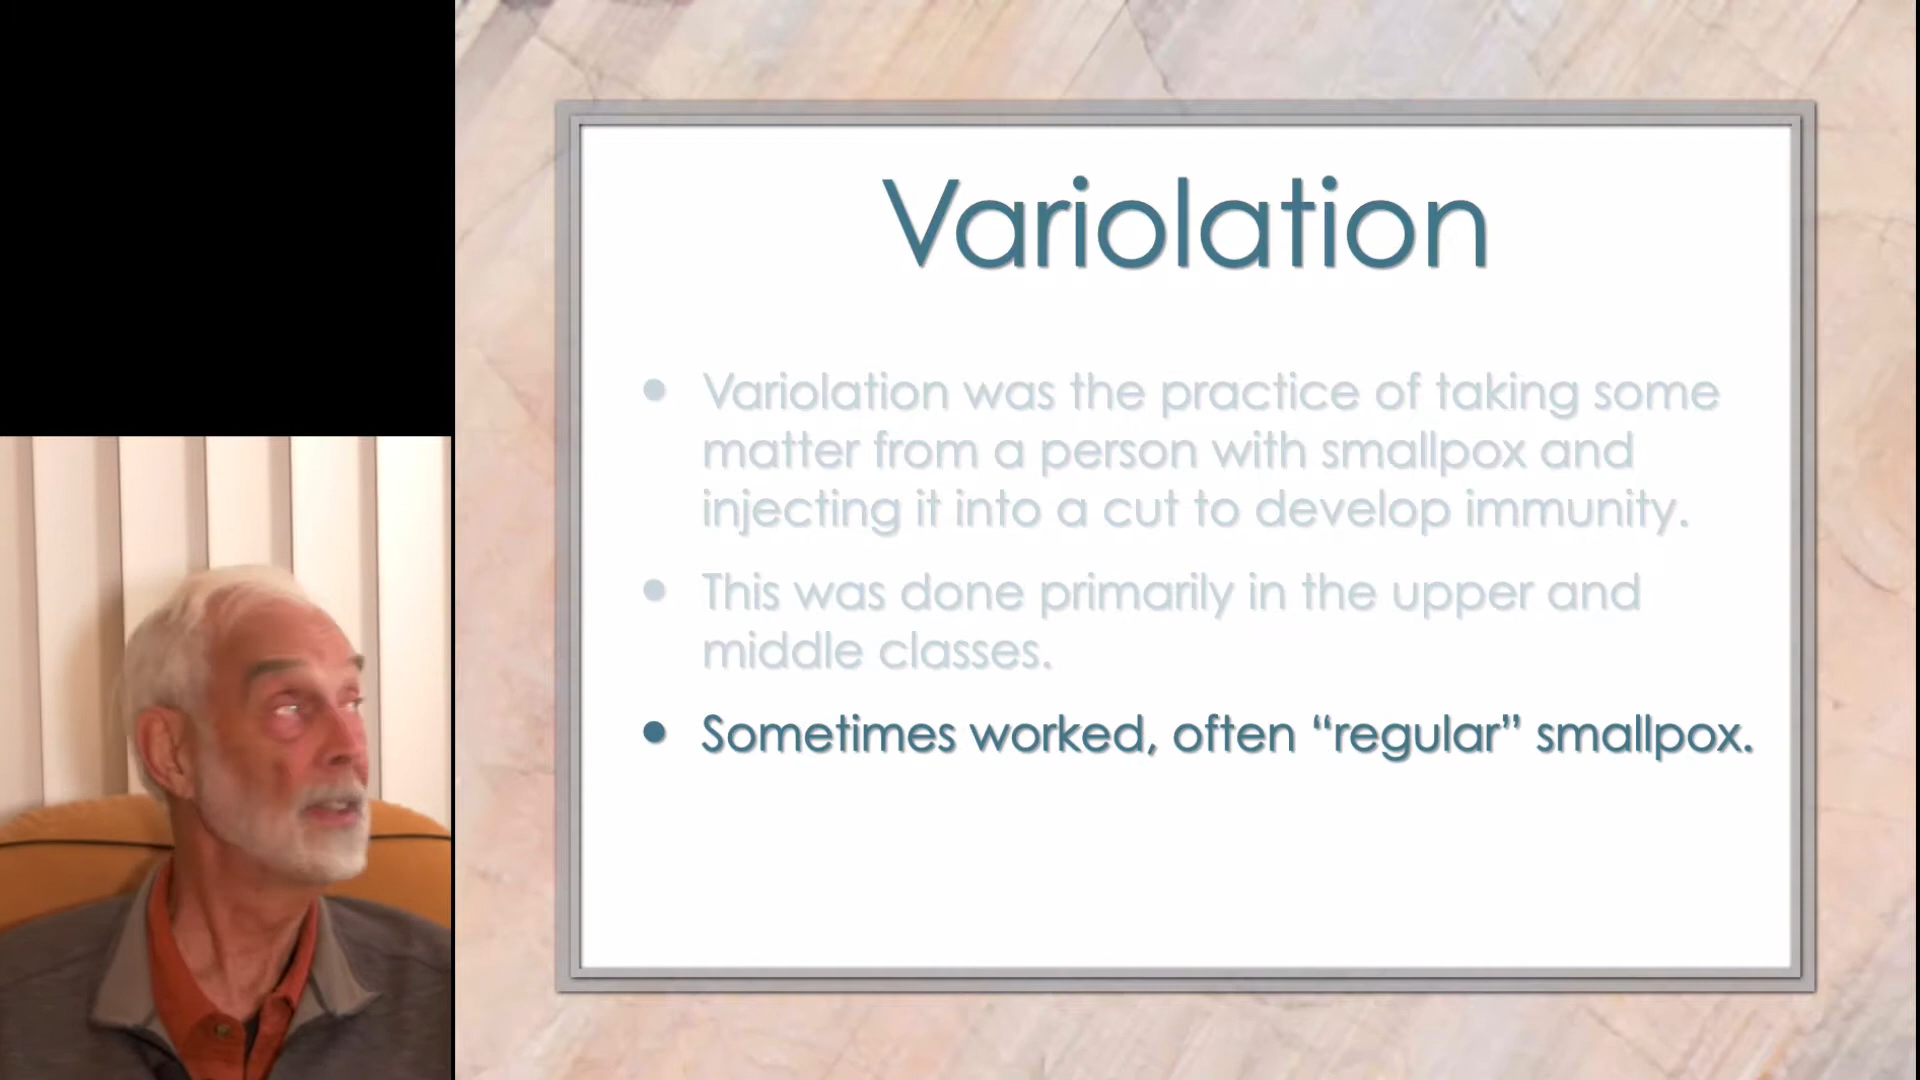 Variolation
• Variolation was the practice of taking some
matter from a person with smallpox and
injecting it into a cut to develop immunity.
• This was done primarily in the upper and
middle classes.
• Sometimes worked, often “regular” smallpox.